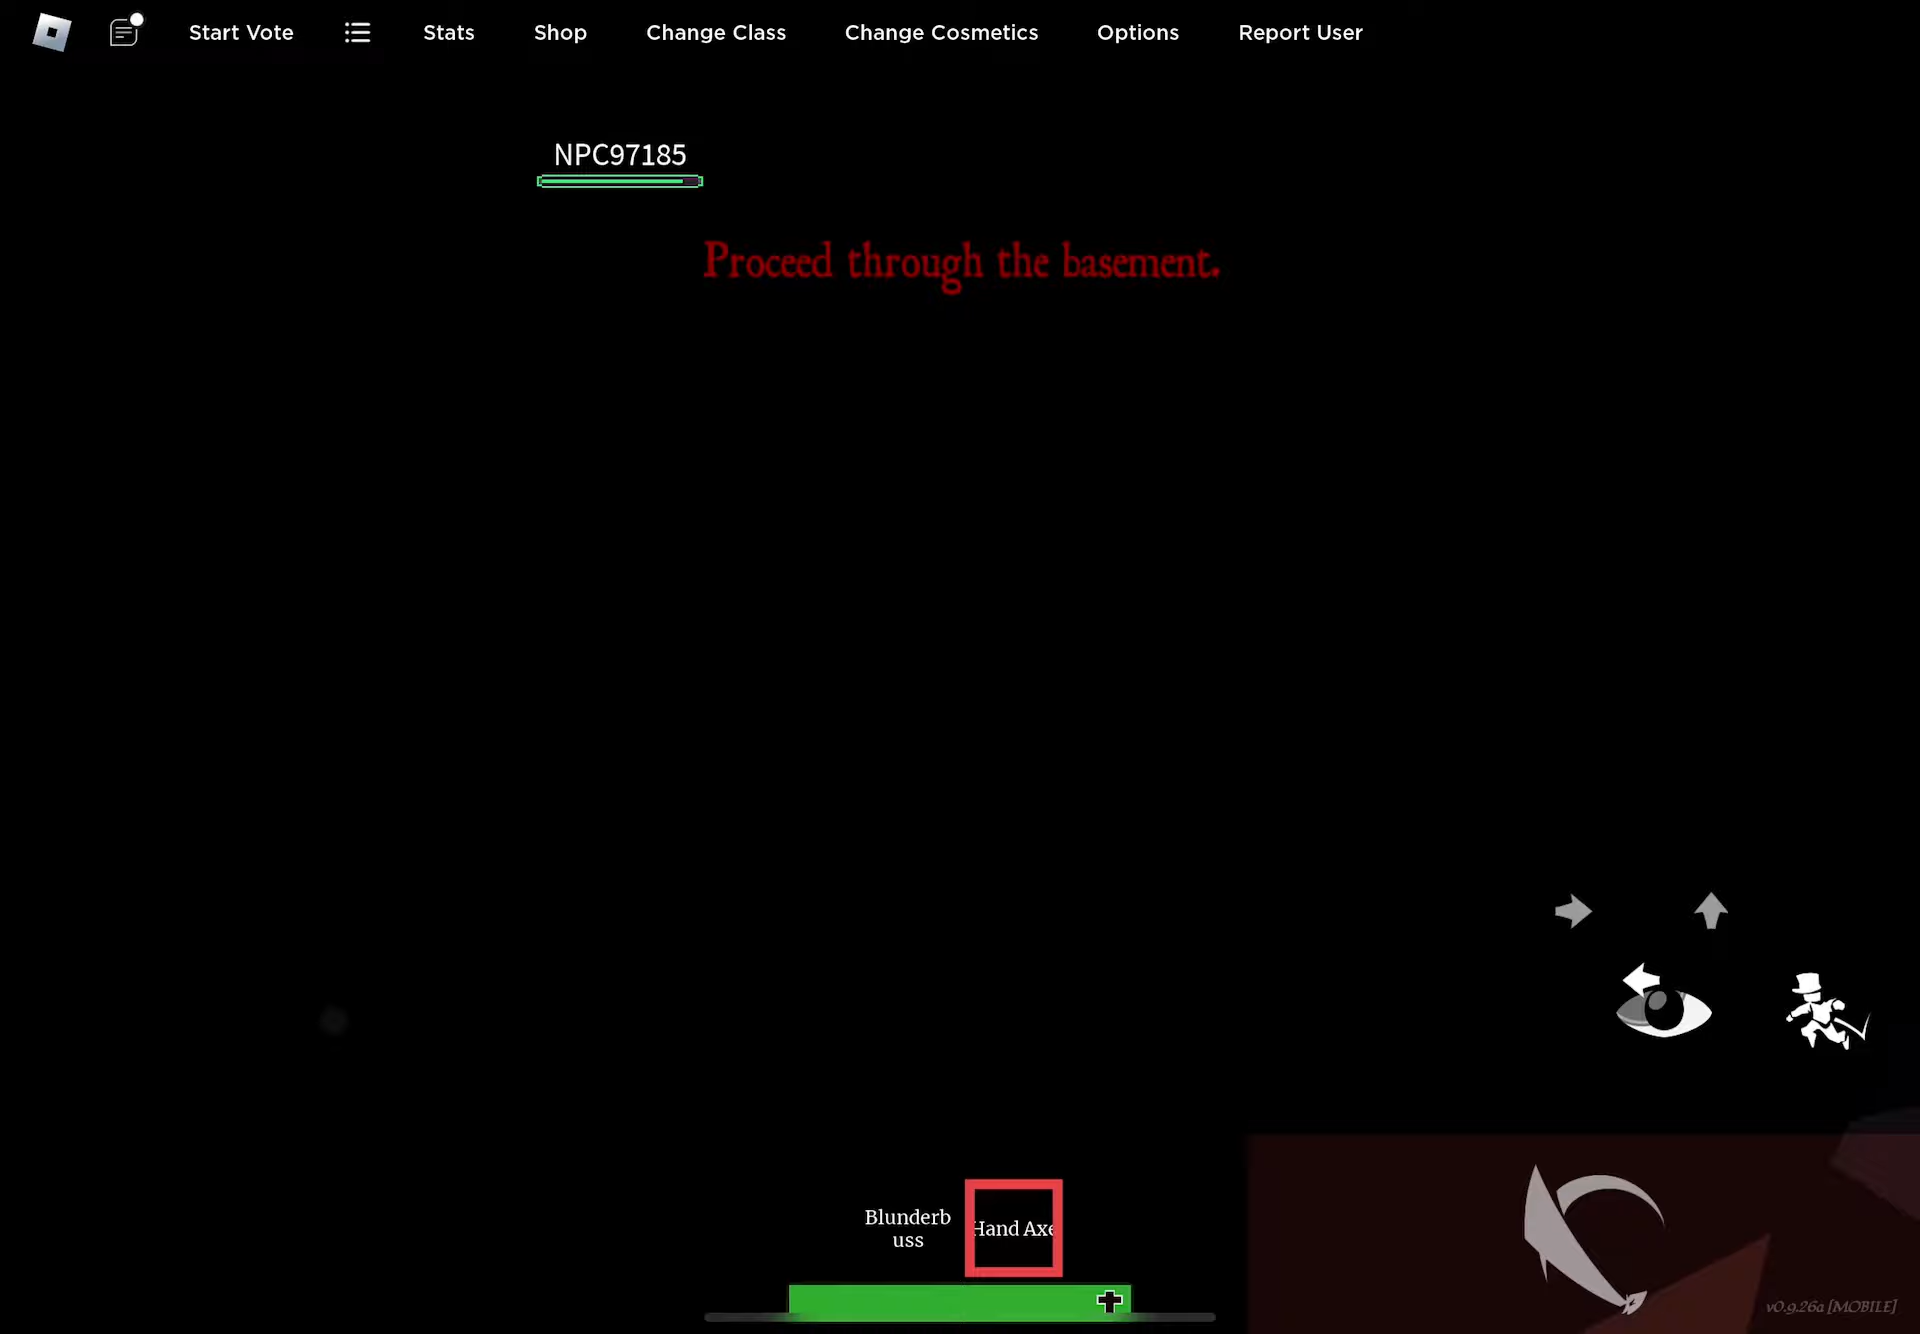 Start Vote
Stats
Shop
Change Class
Change Cosmetics
Options
Report User
NPC97185
Proceed through the basement.
Blunderb
uss
Hand Axe
v0.9.26a [MOBILE]